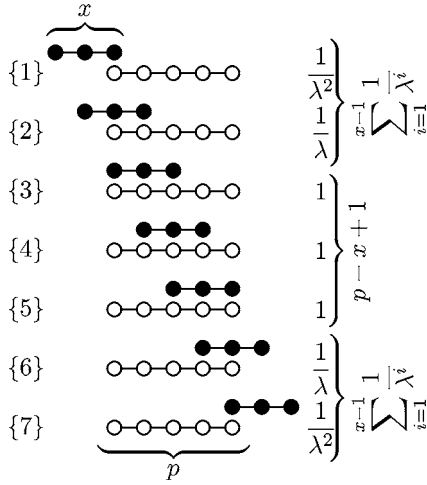 x
{1} 1/λ²
{2} 1/λ
∑_{i=1}^{x−1} 1/λ^i
{3} 1
{4} 1
{5} 1
p − x + 1
{6} 1/λ
{7} 1/λ²
∑_{i=1}^{x−1} 1/λ^i
p